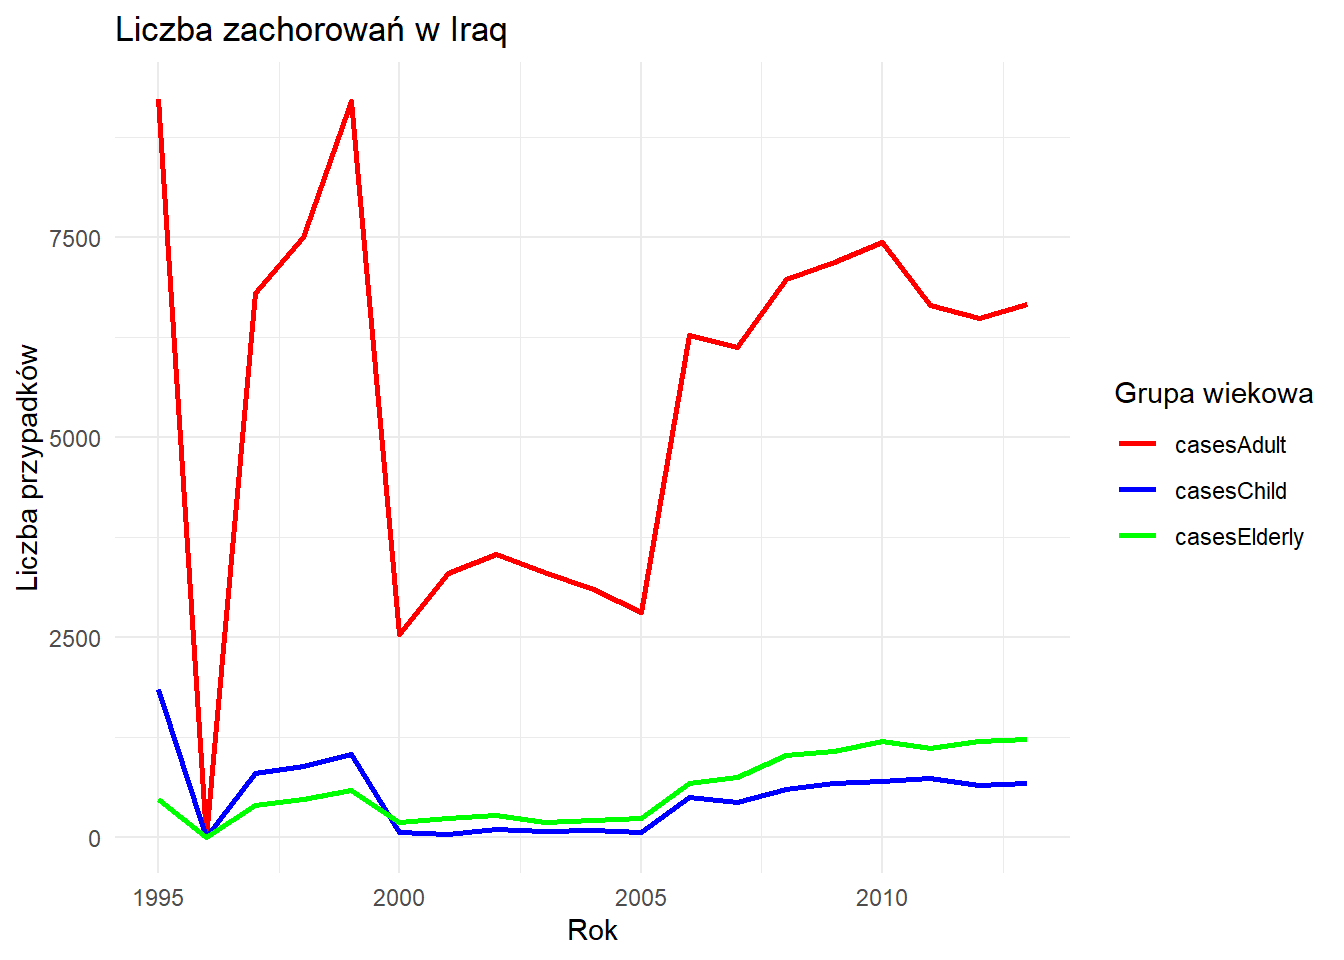 Liczba zachorowań w Iraq
Liczba przypadków
7500
5000
2500
0
1995 2000 2005 2010
Rok
Grupa wiekowa
casesAdult
casesChild
casesElderly